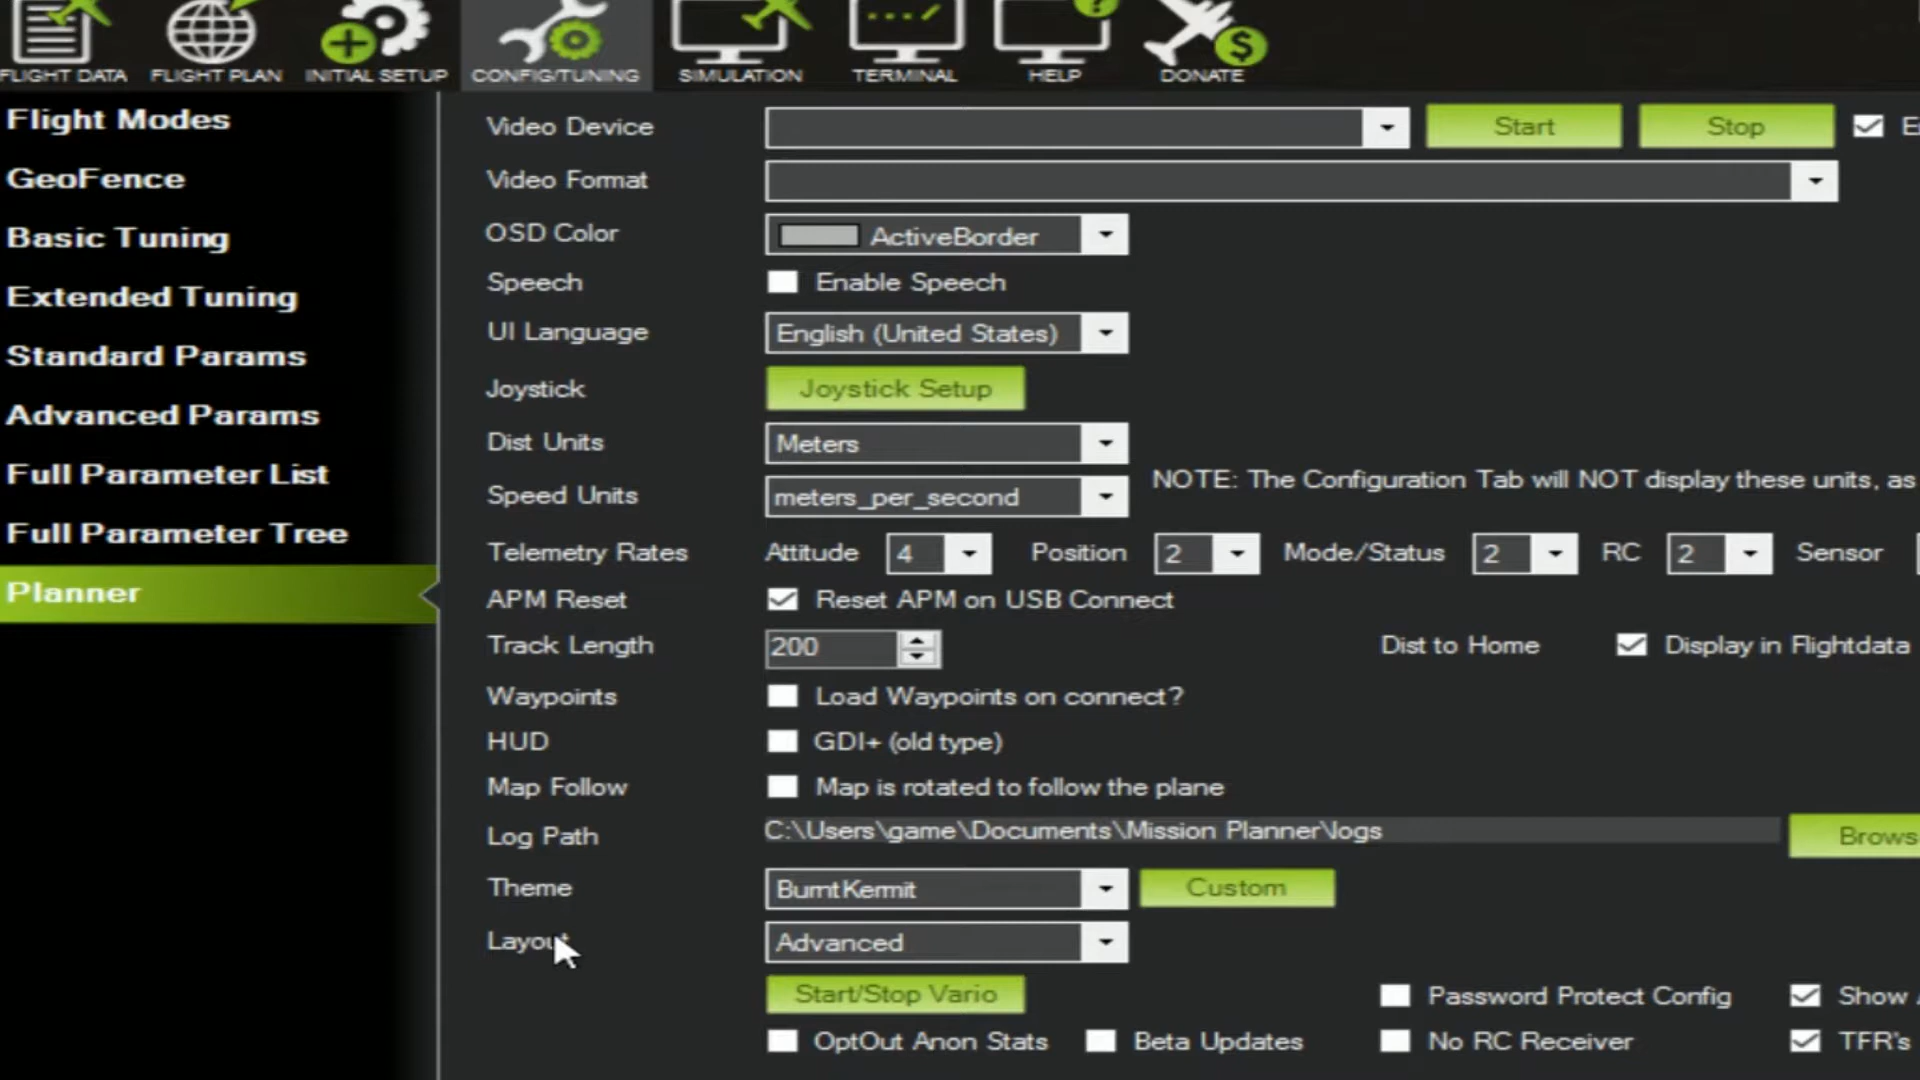 FLIGHT DATA FLIGHT PLAN INITIAL SETUP CONFIG/TUNING SIMULATION TERMINAL HELP DONATE
Flight Modes
GeoFence
Basic Tuning
Extended Tuning
Standard Params
Advanced Params
Full Parameter List
Full Parameter Tree
Planner
Video Device Start Stop
Video Format
OSD Color ActiveBorder
Speech Enable Speech
UI Language English (United States)
Joystick Joystick Setup
Dist Units Meters
NOTE: The Configuration Tab will NOT display these units, as
Speed Units meters_per_second
Telemetry Rates Attitude 4 Position 2 Mode/Status 2 RC 2 Sensor
APM Reset Reset APM on USB Connect
Track Length 200 Dist to Home Display in Flightdata
Waypoints Load Waypoints on connect?
HUD GDI+ (old type)
Map Follow Map is rotated to follow the plane
Log Path C:\Users\game\Documents\Mission Planner\logs Brows
Theme BurntKermit Custom
Layout Advanced
Start/Stop Vario Password Protect Config Show
OptOut Anon Stats Beta Updates No RC Receiver TFR's